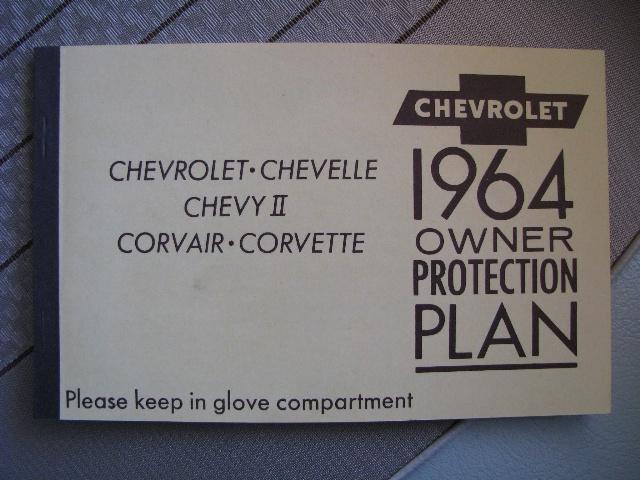 CHEVROLET
1964
OWNER
PROTECTION
PLAN
CHEVROLET • CHEVELLE
CHEVY II
CORVAIR • CORVETTE
Please keep in glove compartment